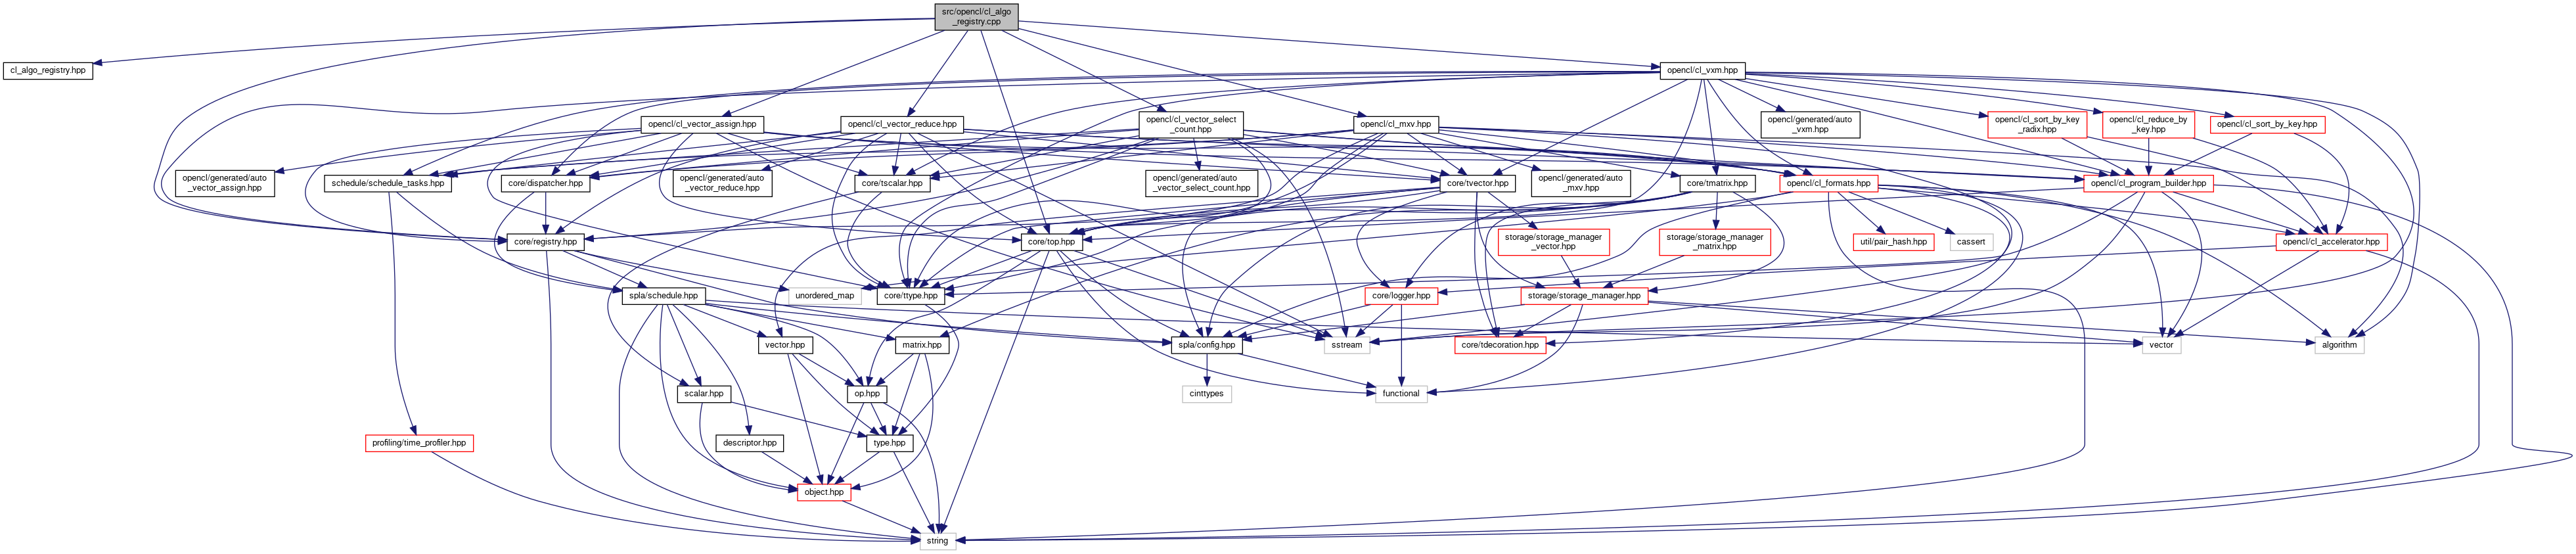 src/opencl/cl_algo
_registry.cpp
cl_algo_registry.hpp
opencl/cl_vxm.hpp
opencl/cl_vector_assign.hpp
opencl/cl_vector_reduce.hpp
opencl/cl_vector_select
_count.hpp
opencl/cl_mxv.hpp
opencl/generated/auto
_vxm.hpp
opencl/cl_sort_by_key
_radix.hpp
opencl/cl_reduce_by
_key.hpp
opencl/cl_sort_by_key.hpp
opencl/generated/auto
_vector_assign.hpp
schedule/schedule_tasks.hpp
core/dispatcher.hpp
opencl/generated/auto
_vector_reduce.hpp
core/tscalar.hpp
opencl/generated/auto
_vector_select_count.hpp
core/tvector.hpp
opencl/generated/auto
_mxv.hpp
core/tmatrix.hpp
opencl/cl_formats.hpp
opencl/cl_program_builder.hpp
core/registry.hpp
core/top.hpp
storage/storage_manager
_vector.hpp
storage/storage_manager
_matrix.hpp
util/pair_hash.hpp
cassert
opencl/cl_accelerator.hpp
spla/schedule.hpp
unordered_map
core/ttype.hpp
core/logger.hpp
storage/storage_manager.hpp
vector.hpp
matrix.hpp
spla/config.hpp
sstream
core/tdecoration.hpp
vector
algorithm
scalar.hpp
op.hpp
cinttypes
functional
profiling/time_profiler.hpp
descriptor.hpp
type.hpp
object.hpp
string